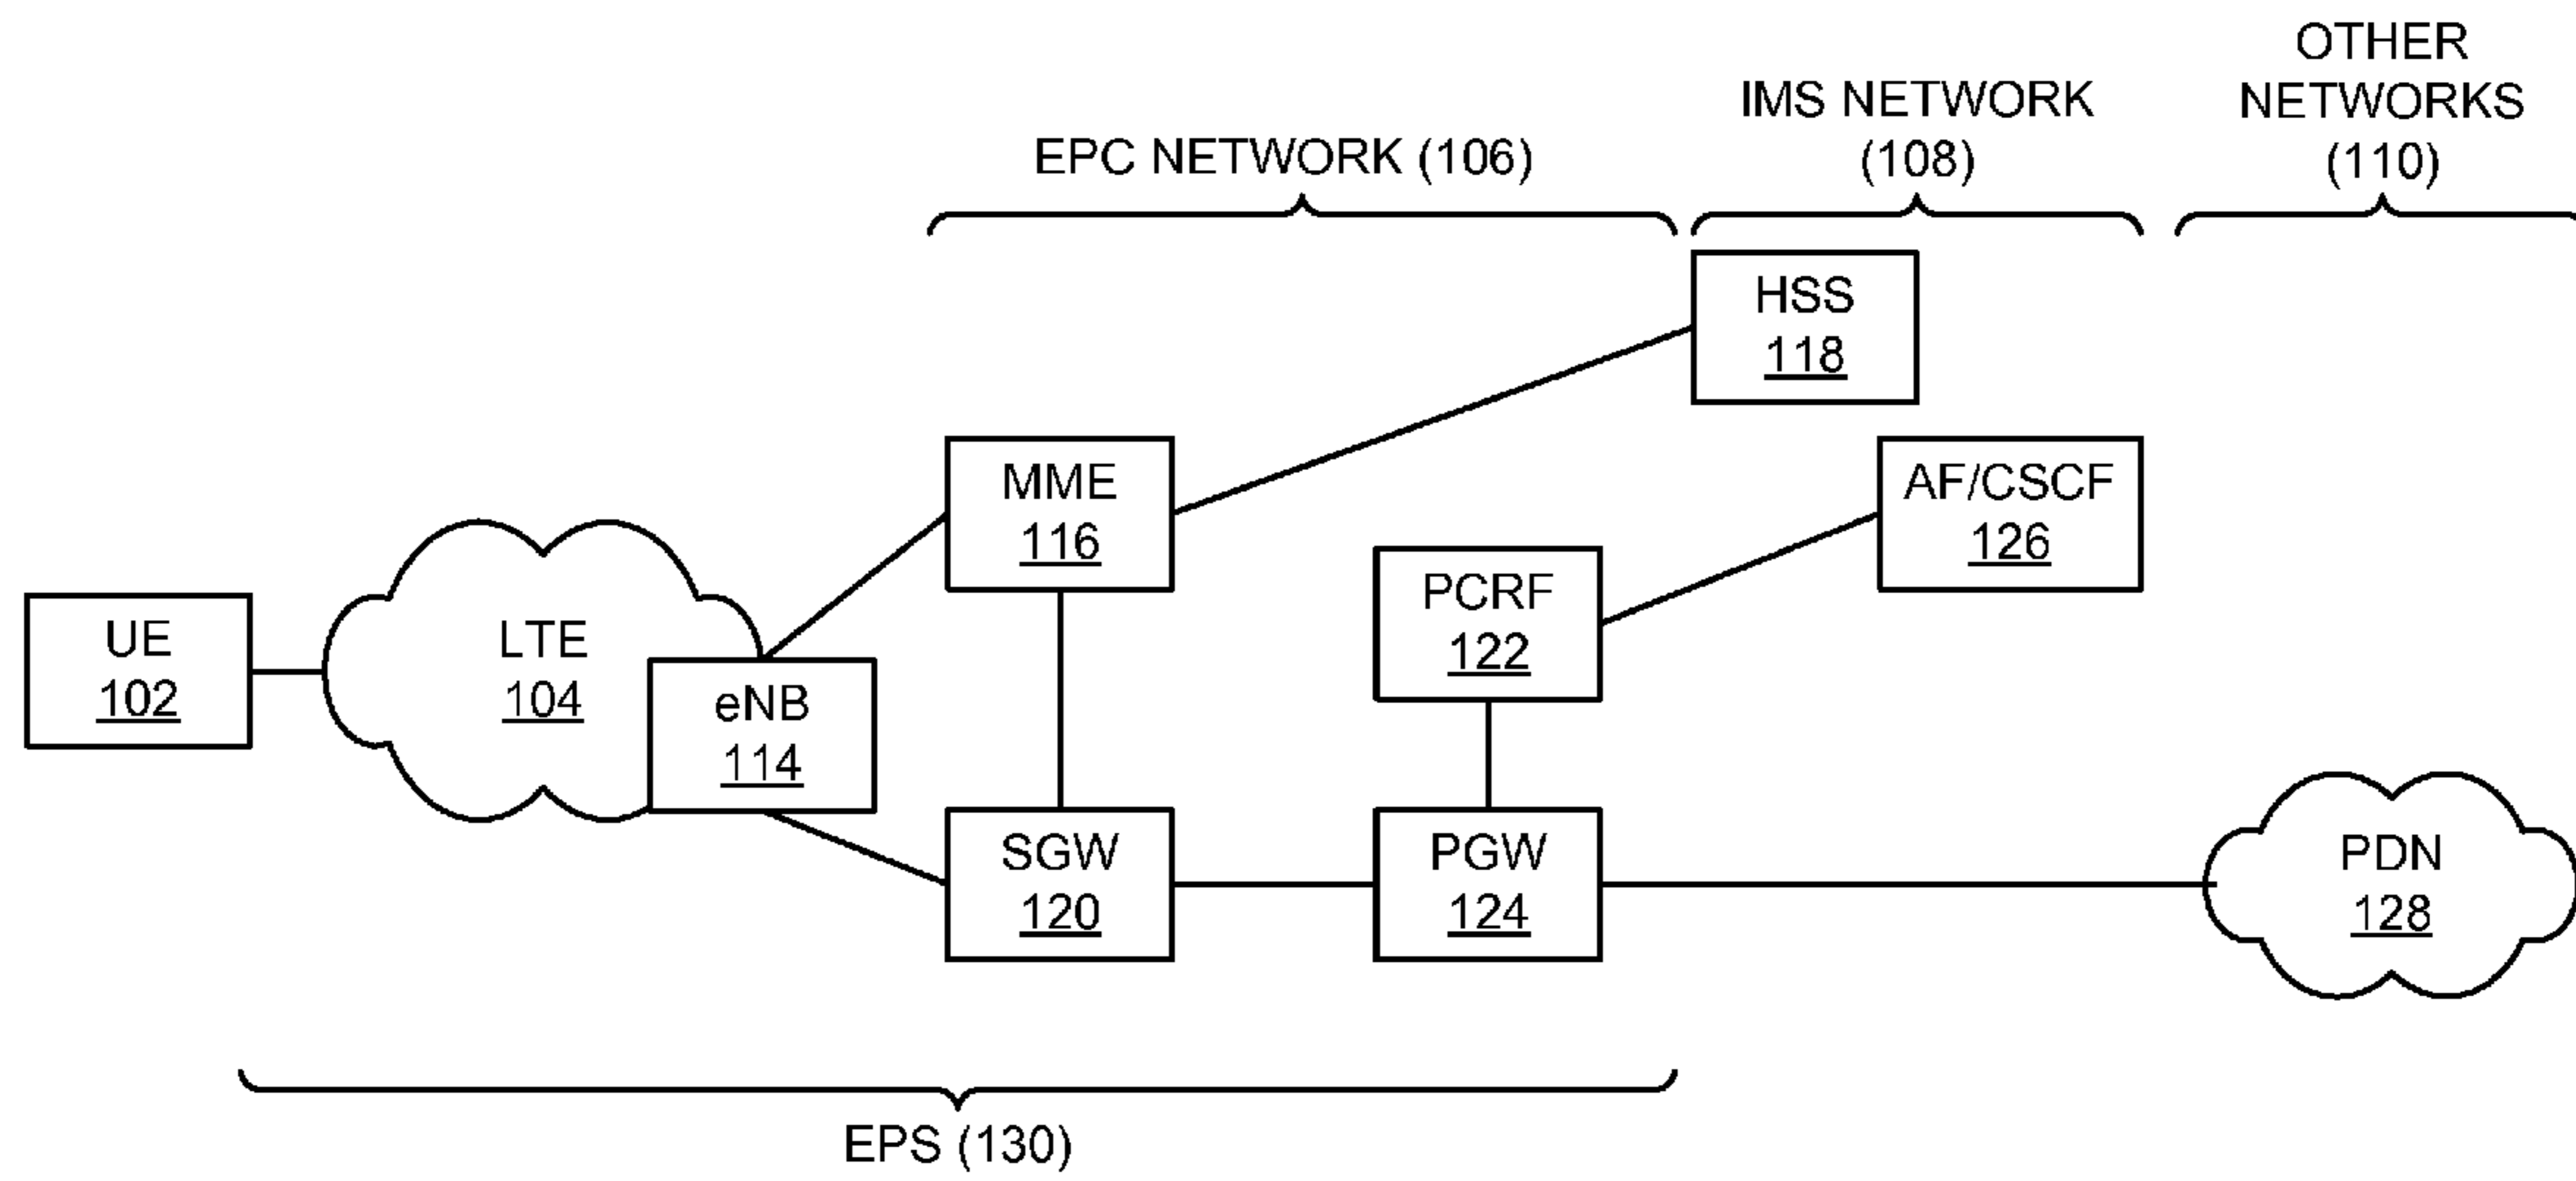 OTHER
NETWORKS
(110)
IMS NETWORK
(108)
EPC NETWORK (106)
HSS
118
MME
116
AF/CSCF
126
PCRF
122
UE
102
LTE
104
eNB
114
SGW
120
PGW
124
PDN
128
EPS (130)